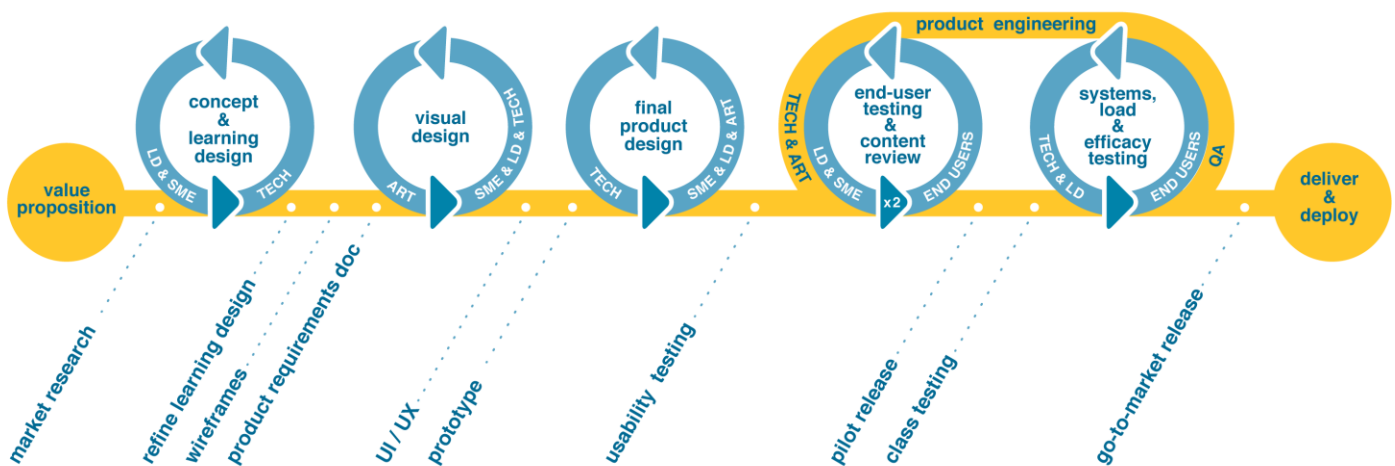 value
proposition
concept
&
learning
design
LD & SME
TECH
visual
design
ART
SME & LD & TECH
final
product
design
TECH
SME & LD & ART
product engineering
TECH & ART
end-user
testing
&
content
review
LD & SME
x2
END USERS
systems,
load
&
efficacy
testing
TECH & LD
END USERS
QA
deliver
&
deploy
market research
refine learning design
wireframes
product requirements doc
UI / UX
prototype
usability testing
pilot release
class testing
go-to-market release